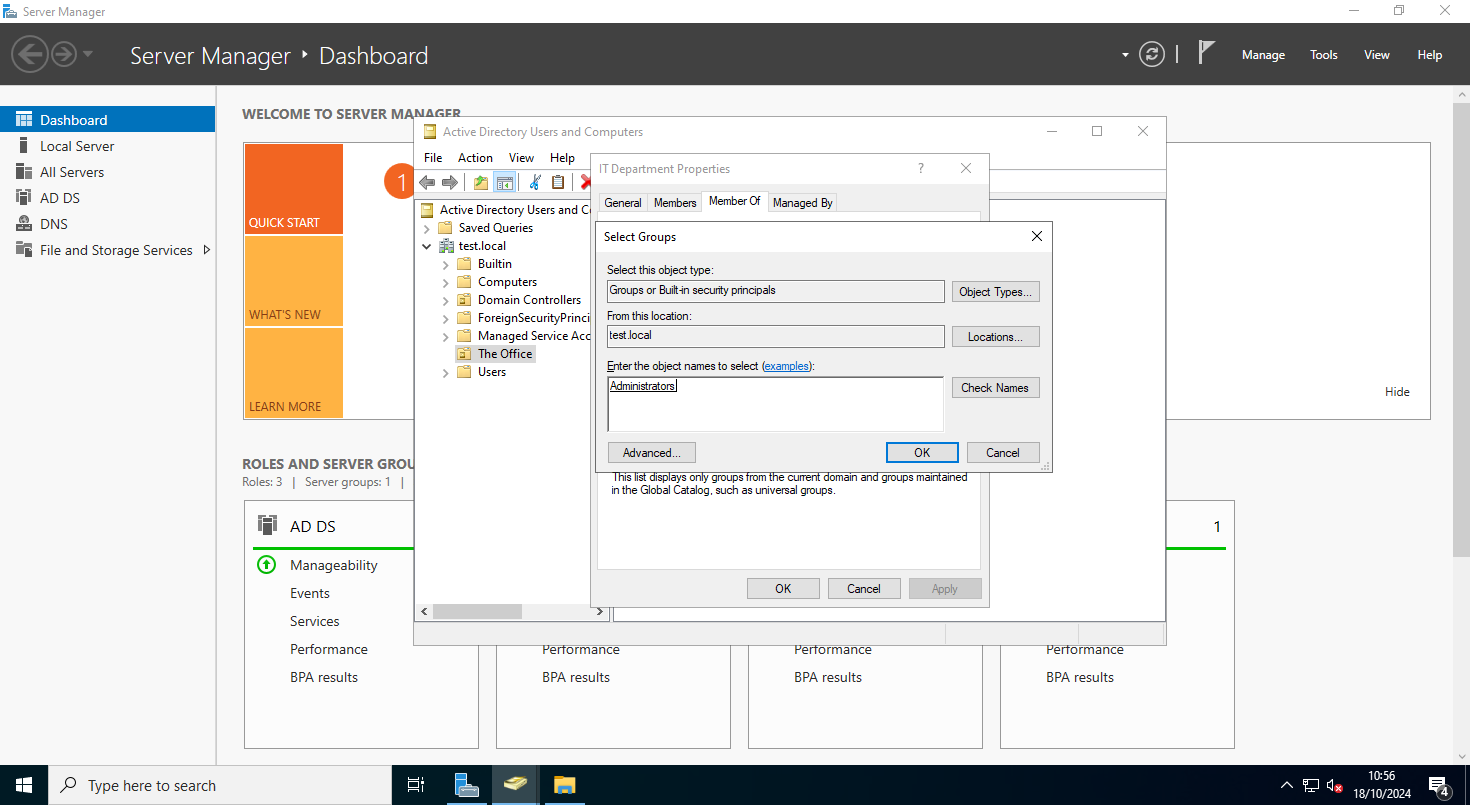 Server Manager
Server Manager ‣ Dashboard
Manage Tools View Help
Dashboard
Local Server
All Servers
AD DS
DNS
File and Storage Services
WELCOME TO SERVER MANAGER
QUICK START
WHAT'S NEW
LEARN MORE
1
Hide
ROLES AND SERVER GROU
Roles: 3 | Server groups: 1 |
AD DS
Manageability
Events
Services
Performance
BPA results
Performance
BPA results
Performance
BPA results
1
Performance
BPA results
Active Directory Users and Computers
File Action View Help
Active Directory Users and C
Saved Queries
test.local
Builtin
Computers
Domain Controllers
ForeignSecurityPrinci
Managed Service Acc
The Office
Users
IT Department Properties
?
General Members Member Of Managed By
Select Groups
Select this object type:
Groups or Built-in security principals
Object Types...
From this location:
test.local
Locations...
Enter the object names to select (examples):
Administrators
Check Names
Advanced...
OK
Cancel
This list displays only groups from the current domain and groups maintained
in the Global Catalog, such as universal groups.
OK Cancel Apply
Type here to search
10:56
18/10/2024
4